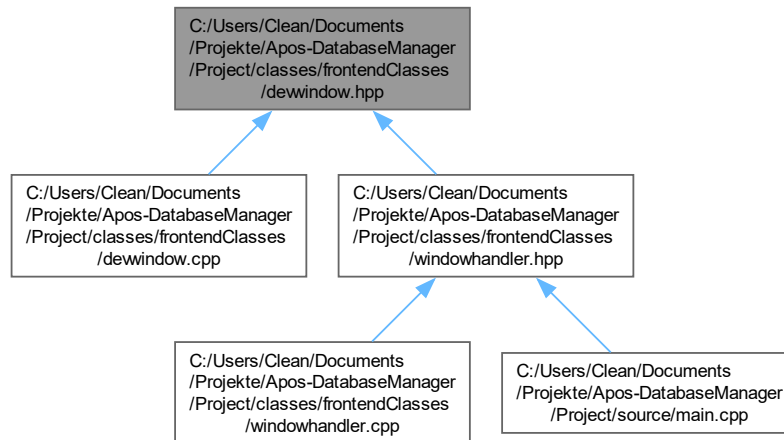 C:/Users/Clean/Documents
/Projekte/Apos-DatabaseManager
/Project/classes/frontendClasses
/devwindow.hpp
C:/Users/Clean/Documents
/Projekte/Apos-DatabaseManager
/Project/classes/frontendClasses
/devwindow.cpp
C:/Users/Clean/Documents
/Projekte/Apos-DatabaseManager
/Project/classes/frontendClasses
/windowhandler.hpp
C:/Users/Clean/Documents
/Projekte/Apos-DatabaseManager
/Project/classes/frontendClasses
/windowhandler.cpp
C:/Users/Clean/Documents
/Projekte/Apos-DatabaseManager
/Project/source/main.cpp